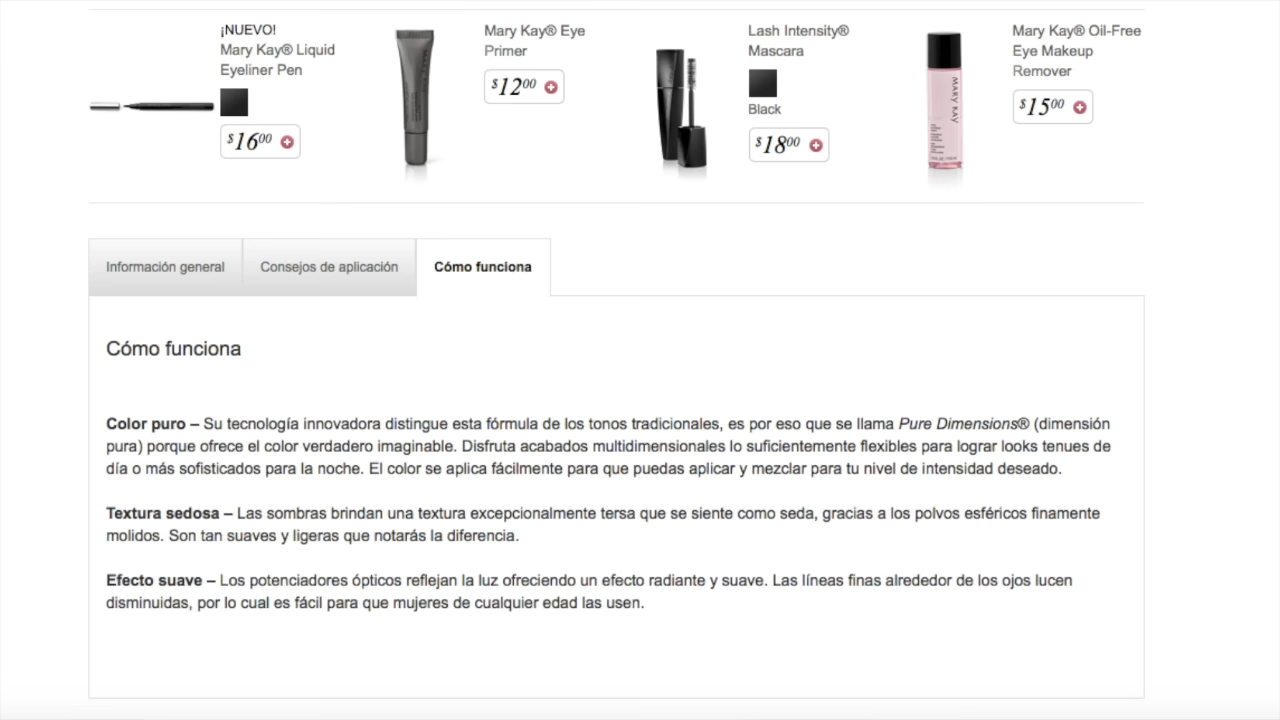 ¡NUEVO!
Mary Kay® Liquid
Eyeliner Pen
$1600
Mary Kay® Eye
Primer
$1200
Lash Intensity®
Mascara
Black
$1800
Mary Kay® Oil-Free
Eye Makeup
Remover
$1500
MARY KAY
Información general
Consejos de aplicación
Cómo funciona
Cómo funciona
Color puro – Su tecnología innovadora distingue esta fórmula de los tonos tradicionales, es por eso que se llama Pure Dimensions® (dimensión
pura) porque ofrece el color verdadero imaginable. Disfruta acabados multidimensionales lo suficientemente flexibles para lograr looks tenues de
día o más sofisticados para la noche. El color se aplica fácilmente para que puedas aplicar y mezclar para tu nivel de intensidad deseado.
Textura sedosa – Las sombras brindan una textura excepcionalmente tersa que se siente como seda, gracias a los polvos esféricos finamente
molidos. Son tan suaves y ligeras que notarás la diferencia.
Efecto suave – Los potenciadores ópticos reflejan la luz ofreciendo un efecto radiante y suave. Las líneas finas alrededor de los ojos lucen
disminuidas, por lo cual es fácil para que mujeres de cualquier edad las usen.